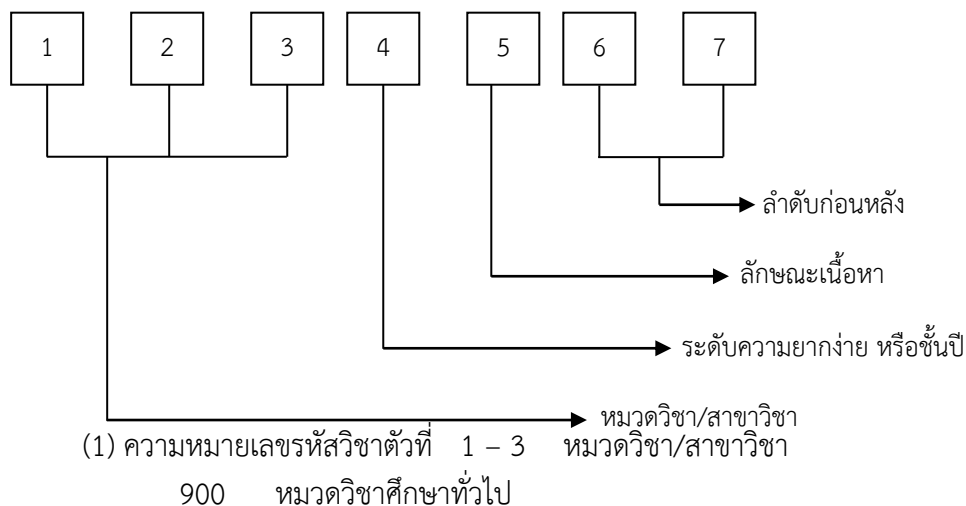 1 2 3 4 5 6 7
ลำดับก่อนหลัง
ลักษณะเนื้อหา
ระดับความยากง่าย หรือชั้นปี
หมวดวิชา/สาขาวิชา
(1) ความหมายเลขรหัสวิชาตัวที่ 1 – 3 หมวดวิชา/สาขาวิชา
900 หมวดวิชาศึกษาทั่วไป